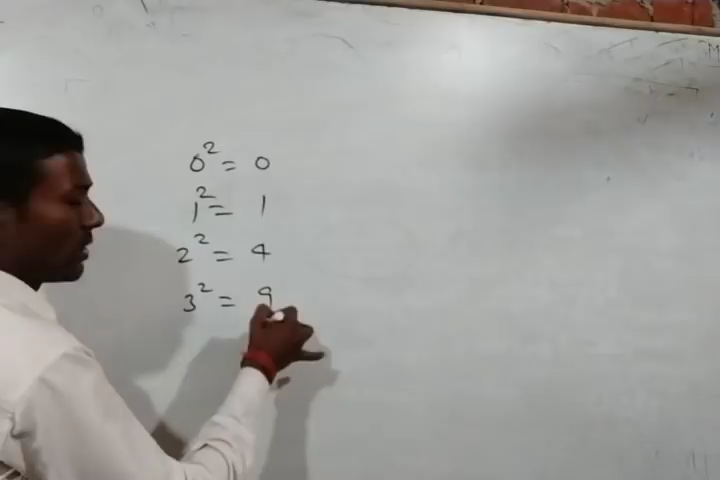 0² = 0
1² = 1
2² = 4
3² = 9